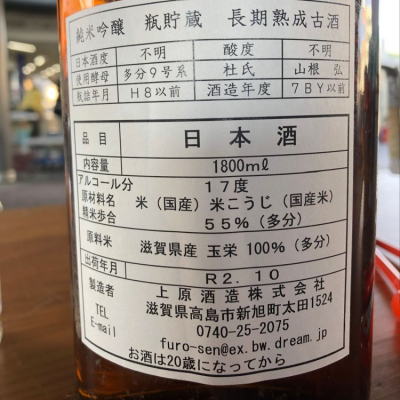 純米吟醸 瓶貯蔵 長期熟成古酒
日本酒度 不明 酸度 不明
使用酵母 多分9号系 杜氏 山根 弘
瓶詰年月 H8以前 酒造年度 7BY以前
品目 日本酒
内容量 1800mℓ
アルコール分 17度
原材料名 米（国産）米こうじ（国産米）
精米歩合 55％（多分）
原料米 滋賀県産 玉栄 100％（多分）
出荷年月 R2.10
製造者 上原酒造株式会社
滋賀県高島市新旭町太田1524
TEL 0740-25-2075
E-mail furo-sen@ex.bw.dream.jp
お酒は20歳になってから